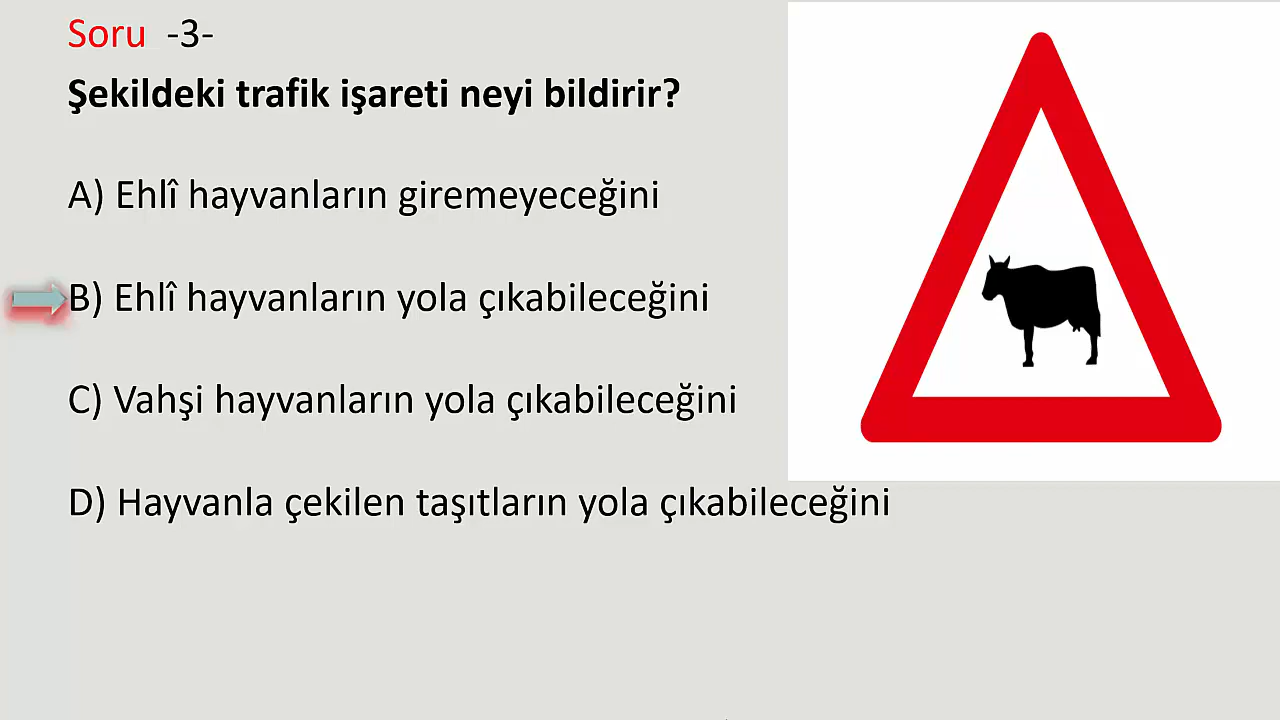 Soru -3-
Şekildeki trafik işareti neyi bildirir?
A) Ehlî hayvanların giremeyeceğini
B) Ehlî hayvanların yola çıkabileceğini
C) Vahşi hayvanların yola çıkabileceğini
D) Hayvanla çekilen taşıtların yola çıkabileceğini